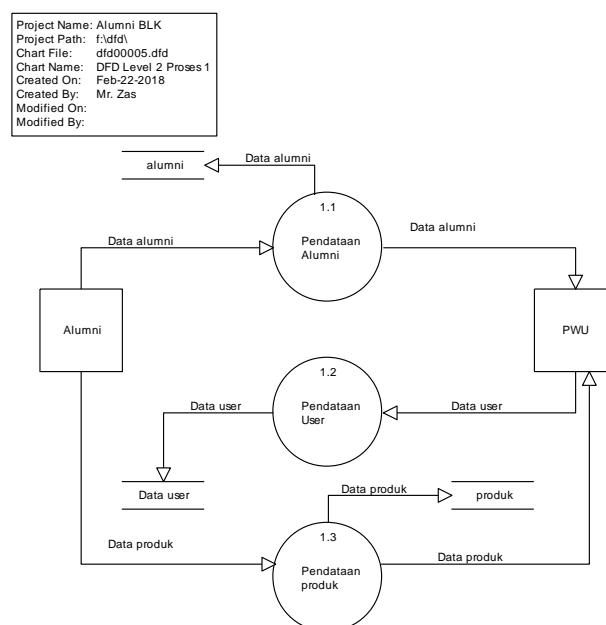 Project Name: Alumni BLK
Project Path: f:\dfd\
Chart File: dfd00005.dfd
Chart Name: DFD Level 2 Proses 1
Created On: Feb-22-2018
Created By: Mr. Zas
Modified On:
Modified By:
alumni
Data alumni
1.1
Pendataan
Alumni
Data alumni
Data alumni
Alumni
PWU
1.2
Pendataan
User
Data user
Data user
Data user
Data produk
produk
1.3
Pendataan
produk
Data produk
Data produk